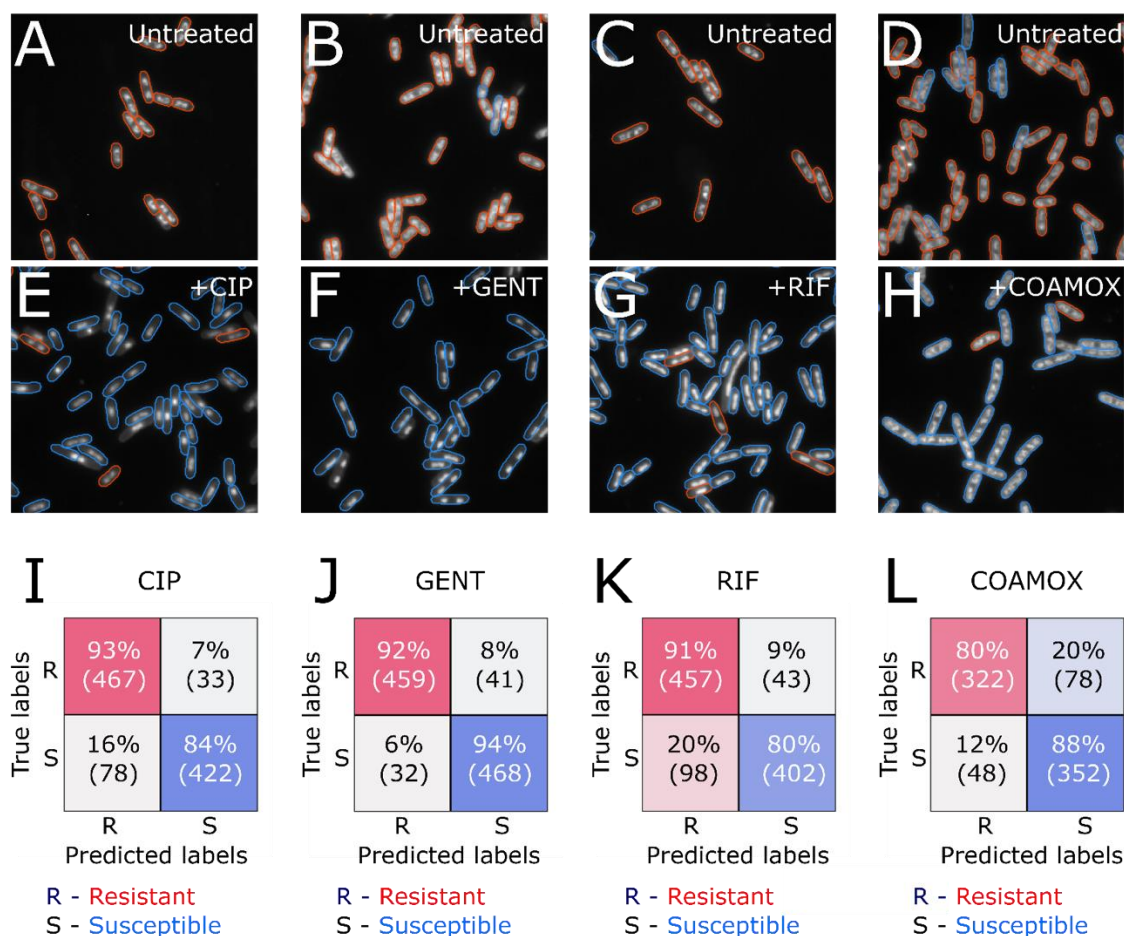 A Untreated
B Untreated
C Untreated
D Untreated
E +CIP
F +GENT
G +RIF
H +COAMOX
I CIP
True labels
R
93%
(467)
7%
(33)
S
16%
(78)
84%
(422)
R S
Predicted labels
R - Resistant
S - Susceptible
J GENT
True labels
R
92%
(459)
8%
(41)
S
6%
(32)
94%
(468)
R S
Predicted labels
R - Resistant
S - Susceptible
K RIF
True labels
R
91%
(457)
9%
(43)
S
20%
(98)
80%
(402)
R S
Predicted labels
R - Resistant
S - Susceptible
L COAMOX
True labels
R
80%
(322)
20%
(78)
S
12%
(48)
88%
(352)
R S
Predicted labels
R - Resistant
S - Susceptible